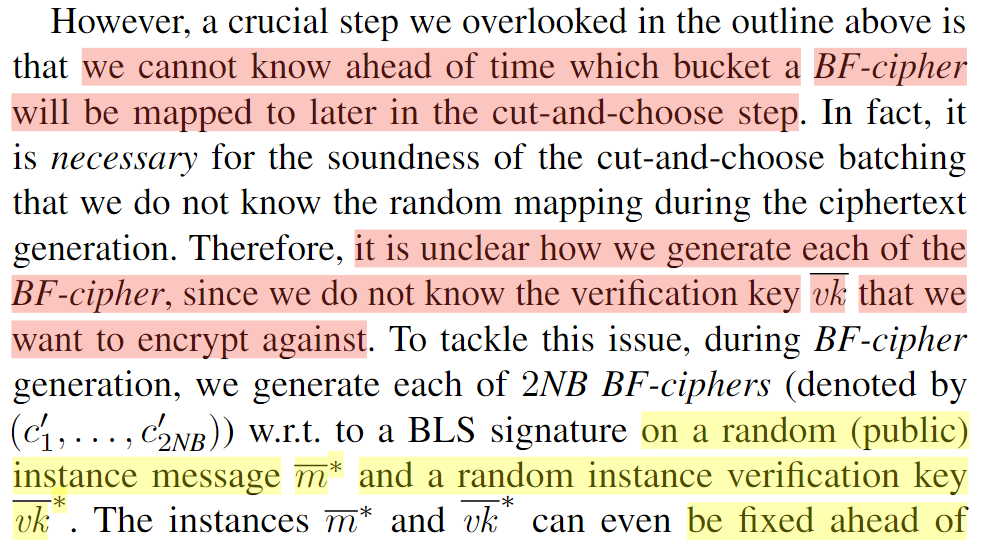 However, a crucial step we overlooked in the outline above is
that we cannot know ahead of time which bucket a BF-cipher
will be mapped to later in the cut-and-choose step. In fact, it
is necessary for the soundness of the cut-and-choose batching
that we do not know the random mapping during the ciphertext
generation. Therefore, it is unclear how we generate each of the
BF-cipher, since we do not know the verification key $\overline{vk}$ that we
want to encrypt against. To tackle this issue, during BF-cipher
generation, we generate each of 2NB BF-ciphers (denoted by
$(c'_1, \ldots, c'_{2NB})$) w.r.t. to a BLS signature on a random (public)
instance message $\overline{m}^*$ and a random instance verification key
$\overline{vk}^*$. The instances $\overline{m}^*$ and $\overline{vk}^*$ can even be fixed ahead of